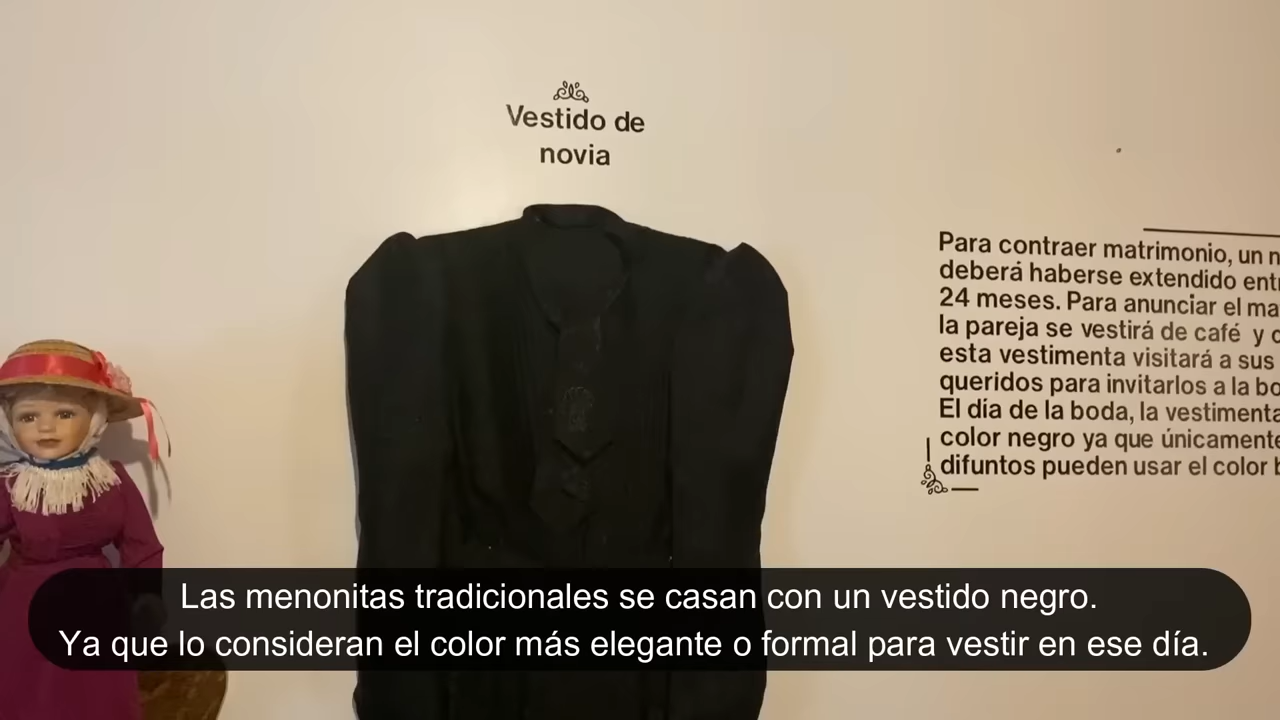 Vestido de
novia
Para contraer matrimonio, un
deberá haberse extendido
24 meses. Para anunciar el
la pareja se vestirá de café y
esta vestimenta visitará a sus
queridos para invitarlos a la
El día de la boda, la vestimenta
color negro ya que únicamente
difuntos pueden usar el color
Las menonitas tradicionales se casan con un vestido negro.
Ya que lo consideran el color más elegante o formal para vestir en ese día.